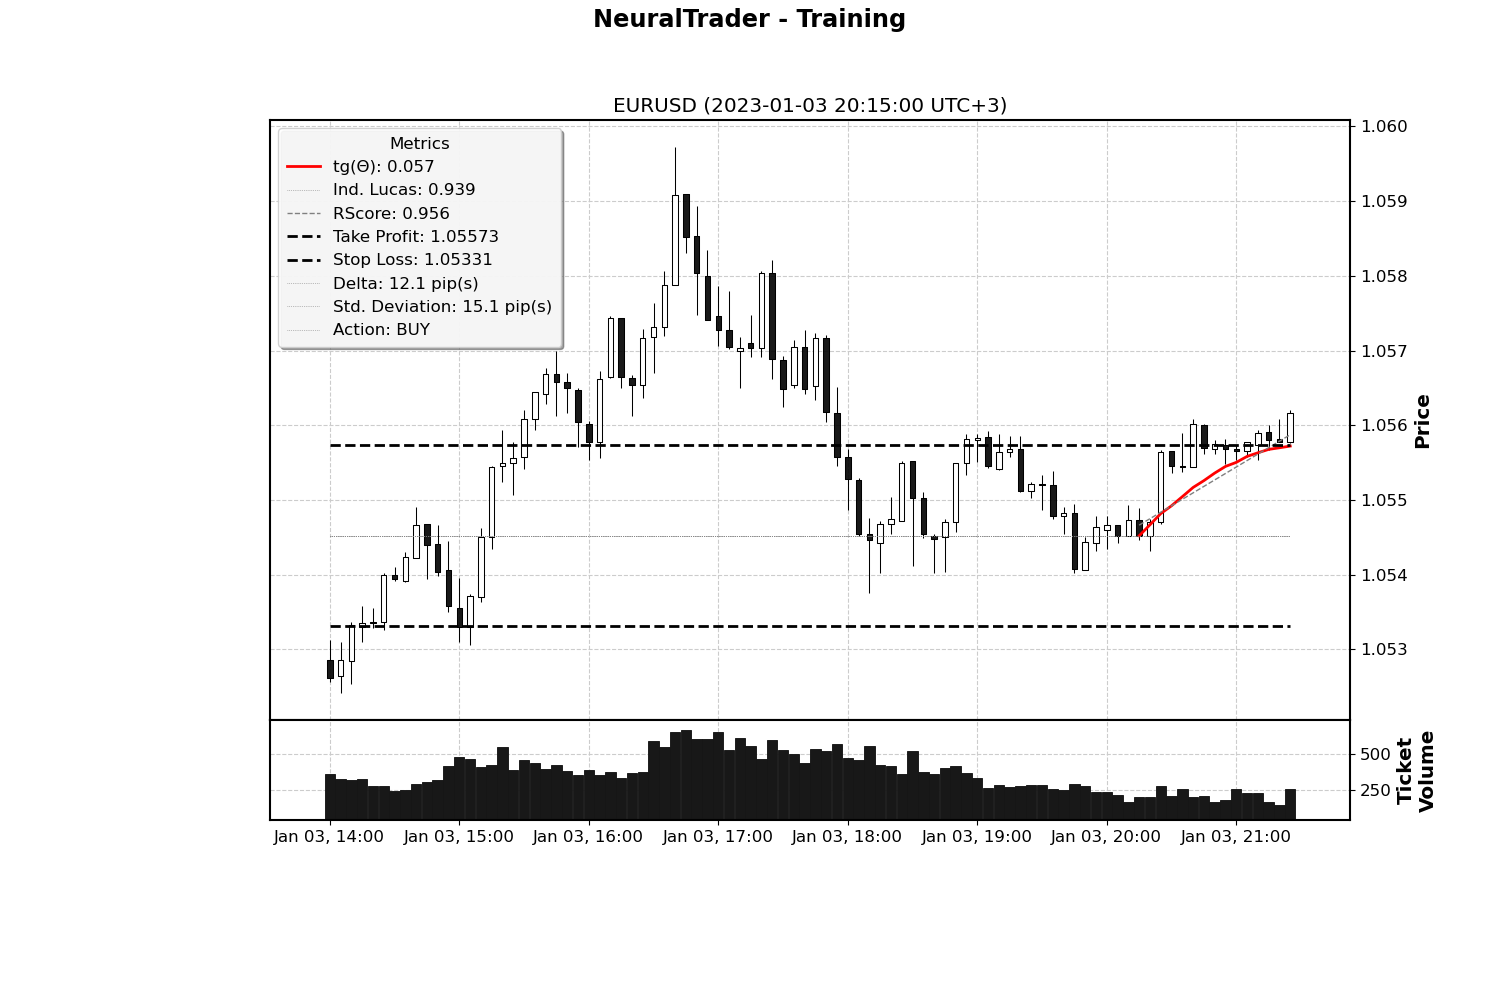 NeuralTrader - Training
EURUSD (2023-01-03 20:15:00 UTC+3)
Metrics
tg(Θ): 0.057
Ind. Lucas: 0.939
RScore: 0.956
Take Profit: 1.05573
Stop Loss: 1.05331
Delta: 12.1 pip(s)
Std. Deviation: 15.1 pip(s)
Action: BUY
1.060
1.059
1.058
1.057
1.056
1.055
1.054
1.053
Price
500
250
Ticket
Volume
Jan 03, 14:00
Jan 03, 15:00
Jan 03, 16:00
Jan 03, 17:00
Jan 03, 18:00
Jan 03, 19:00
Jan 03, 20:00
Jan 03, 21:00